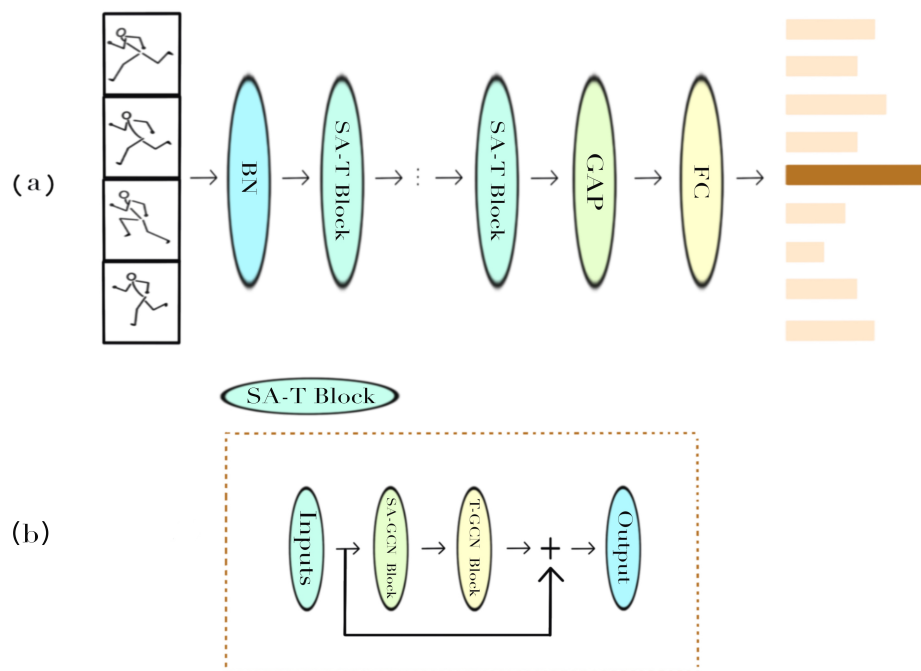 (a)
BN
SA-T Block
...
SA-T Block
GAP
FC
SA-T Block
(b)
Inputs
SA-GCN Block
T-GCN Block
+
Output